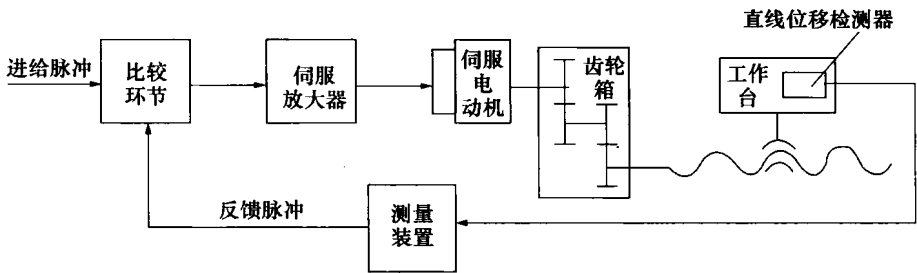 直线位移检测器
进给脉冲
比较
环节
伺服
放大器
伺服
电
动机
齿轮
箱
工作
台
反馈脉冲
测量
装置